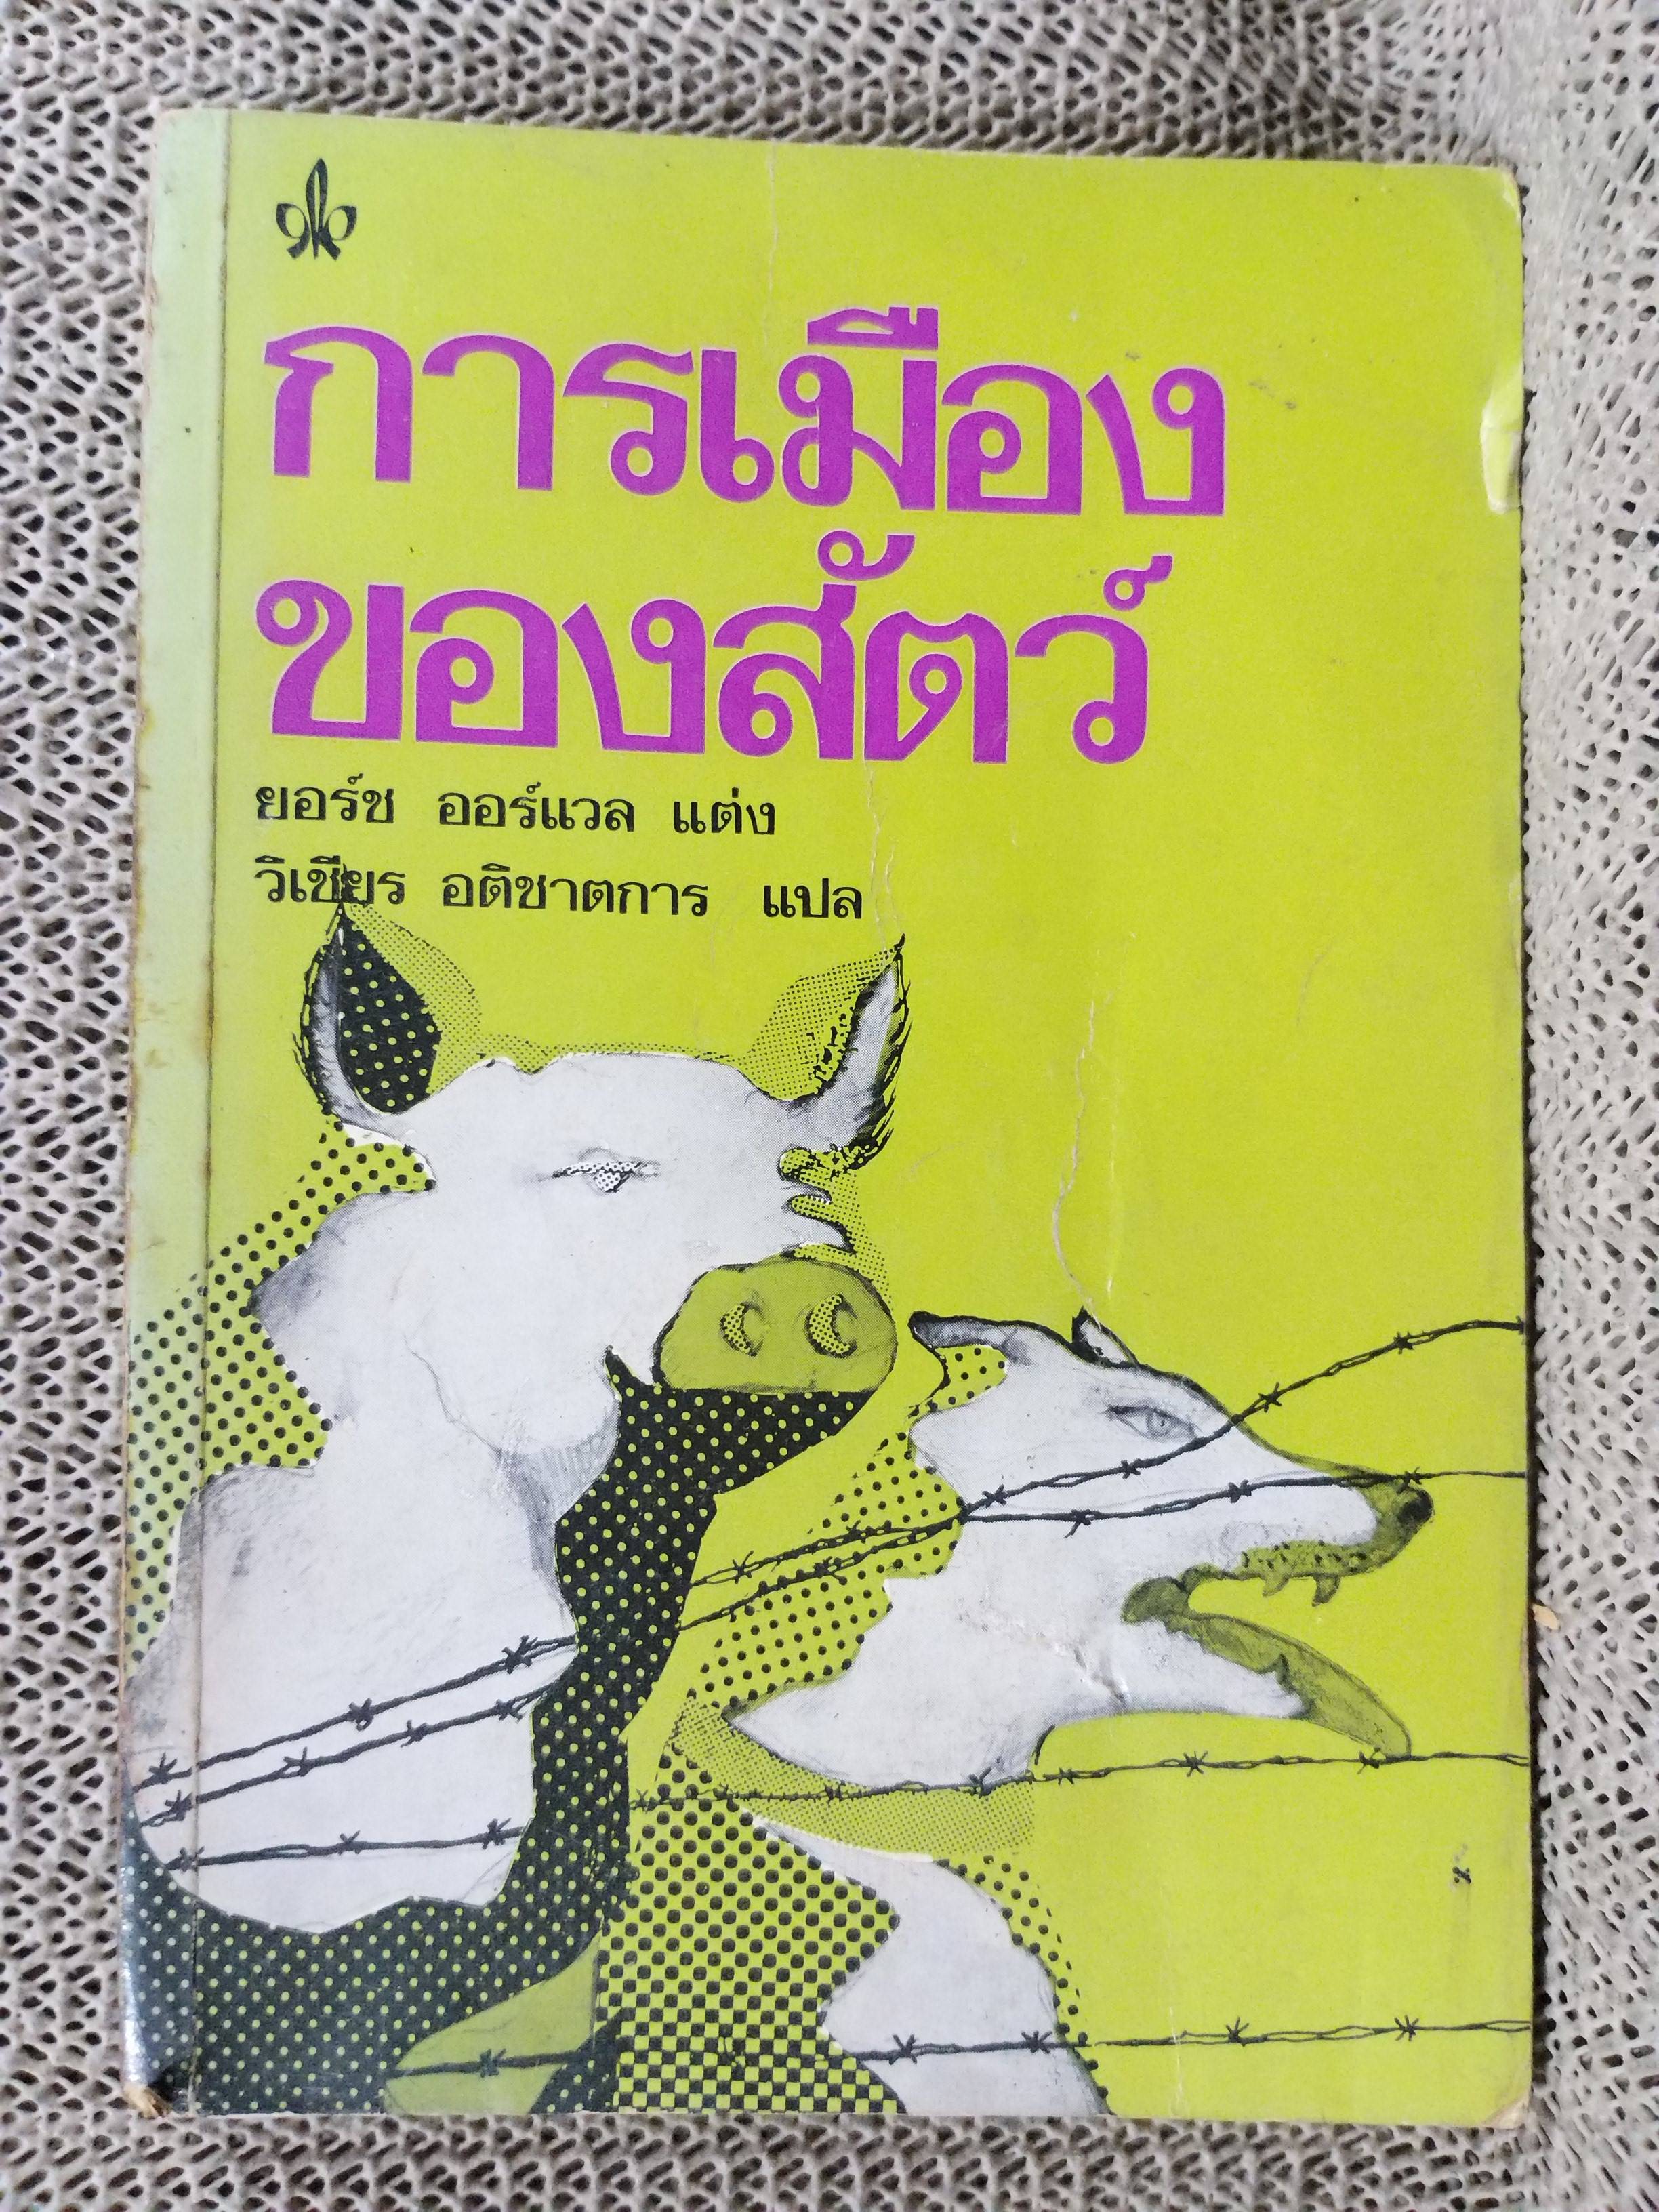 การเมือง
ของสัตว์
ยอร์ช ออร์แวล แต่ง
วิเชียร อติชาตการ แปล